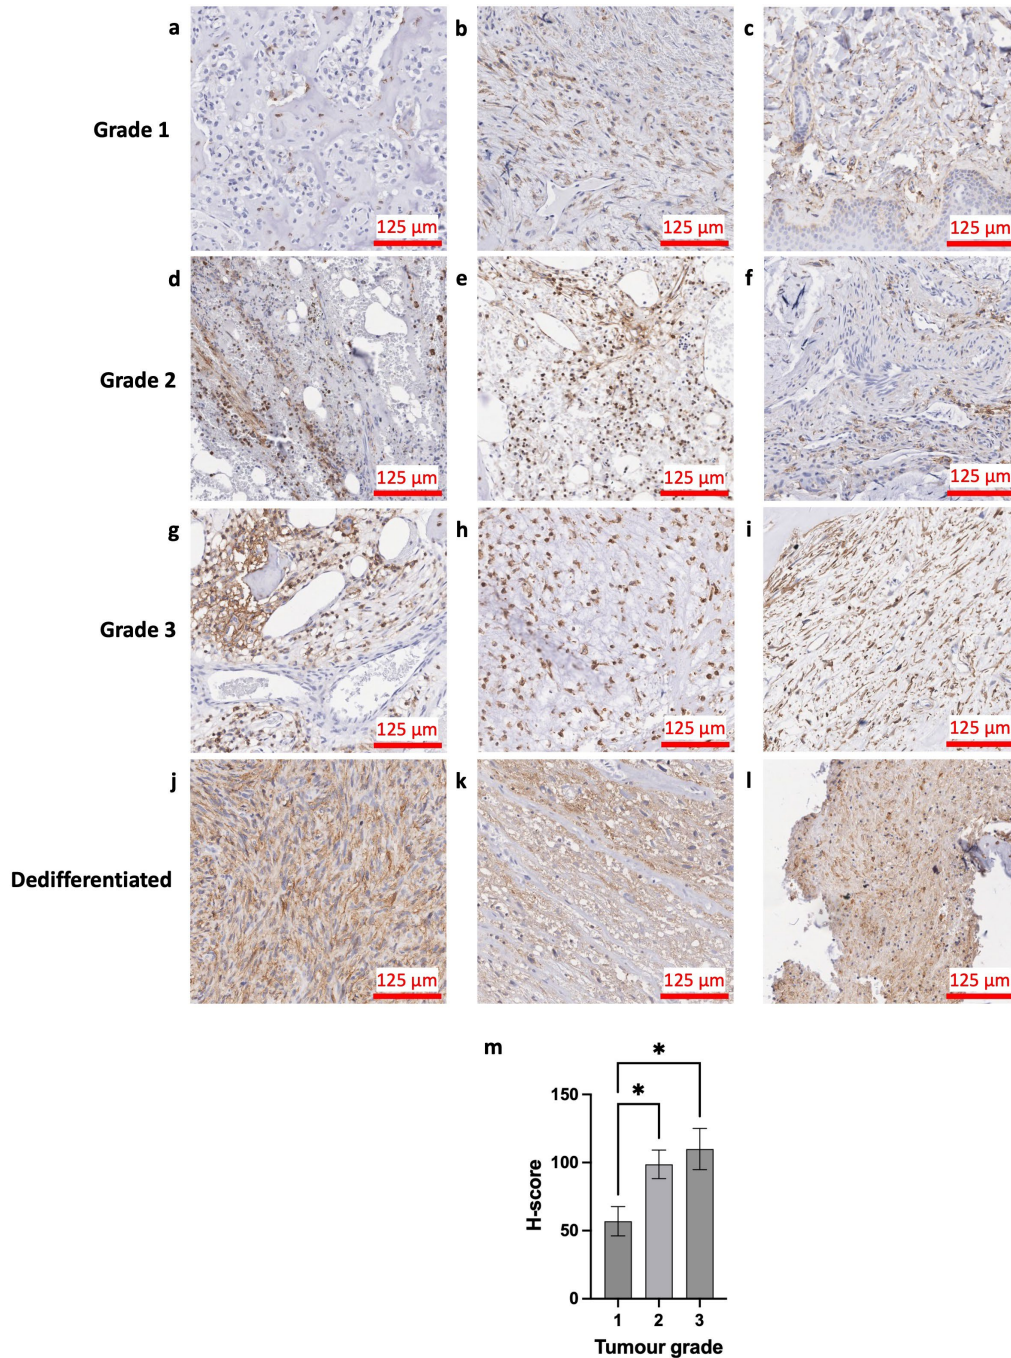 a b c
Grade 1
125 µm 125 µm 125 µm
d e f
Grade 2
125 µm 125 µm 125 µm
g h i
Grade 3
125 µm 125 µm 125 µm
j k l
Dedifferentiated
125 µm 125 µm 125 µm
m
*
*
150
100
50
0
H-score
1 2 3
Tumour grade